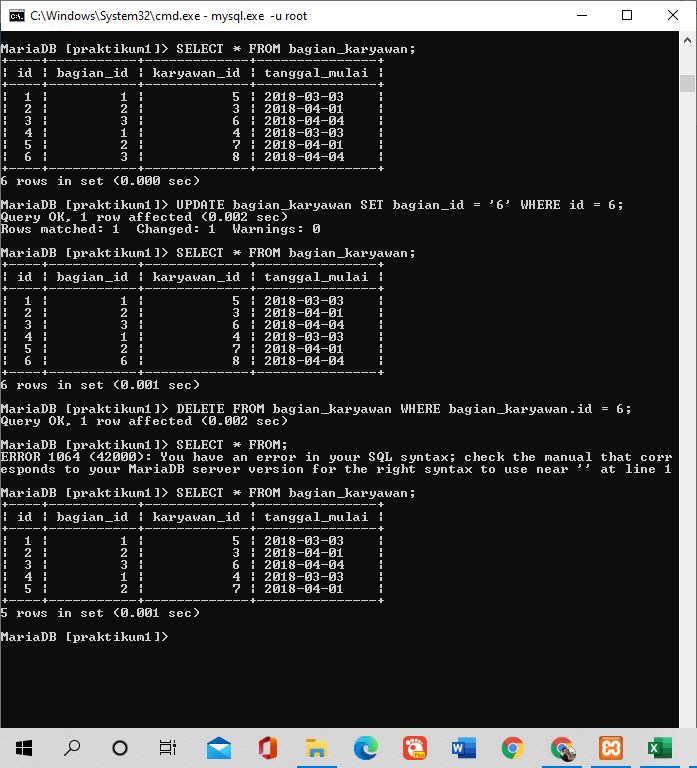 C:\Windows\System32\cmd.exe - mysql.exe -u root
MariaDB [praktikum1]> SELECT * FROM bagian_karyawan;
+----+-----------+-------------+---------------+
| id | bagian_id | karyawan_id | tanggal_mulai |
+----+-----------+-------------+---------------+
|  1 |         1 |           5 | 2018-03-03    |
|  2 |         2 |           3 | 2018-04-01    |
|  3 |         3 |           6 | 2018-04-04    |
|  4 |         1 |           4 | 2018-03-03    |
|  5 |         2 |           7 | 2018-04-01    |
|  6 |         3 |           8 | 2018-04-04    |
+----+-----------+-------------+---------------+
6 rows in set (0.000 sec)
MariaDB [praktikum1]> UPDATE bagian_karyawan SET bagian_id = '6' WHERE id = 6;
Query OK, 1 row affected (0.002 sec)
Rows matched: 1  Changed: 1  Warnings: 0
MariaDB [praktikum1]> SELECT * FROM bagian_karyawan;
+----+-----------+-------------+---------------+
| id | bagian_id | karyawan_id | tanggal_mulai |
+----+-----------+-------------+---------------+
|  1 |         1 |           5 | 2018-03-03    |
|  2 |         2 |           3 | 2018-04-01    |
|  3 |         3 |           6 | 2018-04-04    |
|  4 |         1 |           4 | 2018-03-03    |
|  5 |         2 |           7 | 2018-04-01    |
|  6 |         6 |           8 | 2018-04-04    |
+----+-----------+-------------+---------------+
6 rows in set (0.001 sec)
MariaDB [praktikum1]> DELETE FROM bagian_karyawan WHERE bagian_karyawan.id = 6;
Query OK, 1 row affected (0.002 sec)
MariaDB [praktikum1]> SELECT * FROM;
ERROR 1064 (42000): You have an error in your SQL syntax; check the manual that corr
esponds to your MariaDB server version for the right syntax to use near '' at line 1
MariaDB [praktikum1]> SELECT * FROM bagian_karyawan;
+----+-----------+-------------+---------------+
| id | bagian_id | karyawan_id | tanggal_mulai |
+----+-----------+-------------+---------------+
|  1 |         1 |           5 | 2018-03-03    |
|  2 |         2 |           3 | 2018-04-01    |
|  3 |         3 |           6 | 2018-04-04    |
|  4 |         1 |           4 | 2018-03-03    |
|  5 |         2 |           7 | 2018-04-01    |
+----+-----------+-------------+---------------+
5 rows in set (0.001 sec)
MariaDB [praktikum1]>